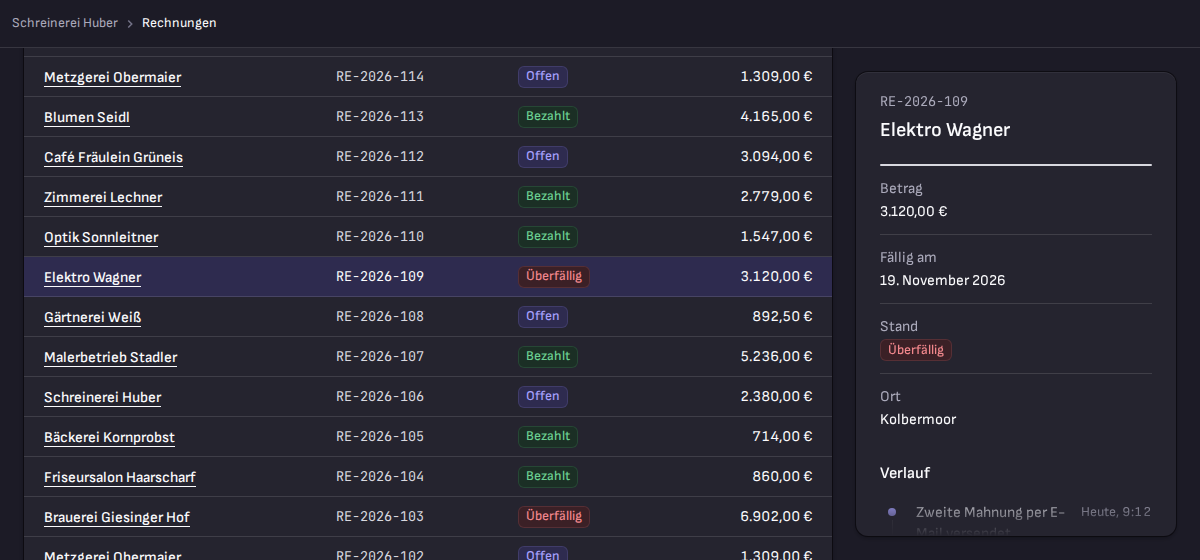 Schreinerei Huber > Rechnungen
Metzgerei Obermaier RE-2026-114 Offen 1.309,00 €
Blumen Seidl RE-2026-113 Bezahlt 4.165,00 €
Café Fräulein Grüneis RE-2026-112 Offen 3.094,00 €
Zimmerei Lechner RE-2026-111 Bezahlt 2.779,00 €
Optik Sonnleitner RE-2026-110 Bezahlt 1.547,00 €
Elektro Wagner RE-2026-109 Überfällig 3.120,00 €
Gärtnerei Weiß RE-2026-108 Offen 892,50 €
Malerbetrieb Stadler RE-2026-107 Bezahlt 5.236,00 €
Schreinerei Huber RE-2026-106 Offen 2.380,00 €
Bäckerei Kornprobst RE-2026-105 Bezahlt 714,00 €
Friseursalon Haarscharf RE-2026-104 Bezahlt 860,00 €
Brauerei Giesinger Hof RE-2026-103 Überfällig 6.902,00 €
Metzgerei Obermaier RE-2026-102 Offen 1.309,00 €
RE-2026-109
Elektro Wagner
Betrag
3.120,00 €
Fällig am
19. November 2026
Stand
Überfällig
Ort
Kolbermoor
Verlauf
Zweite Mahnung per E- Heute, 9:12
Mail versendet